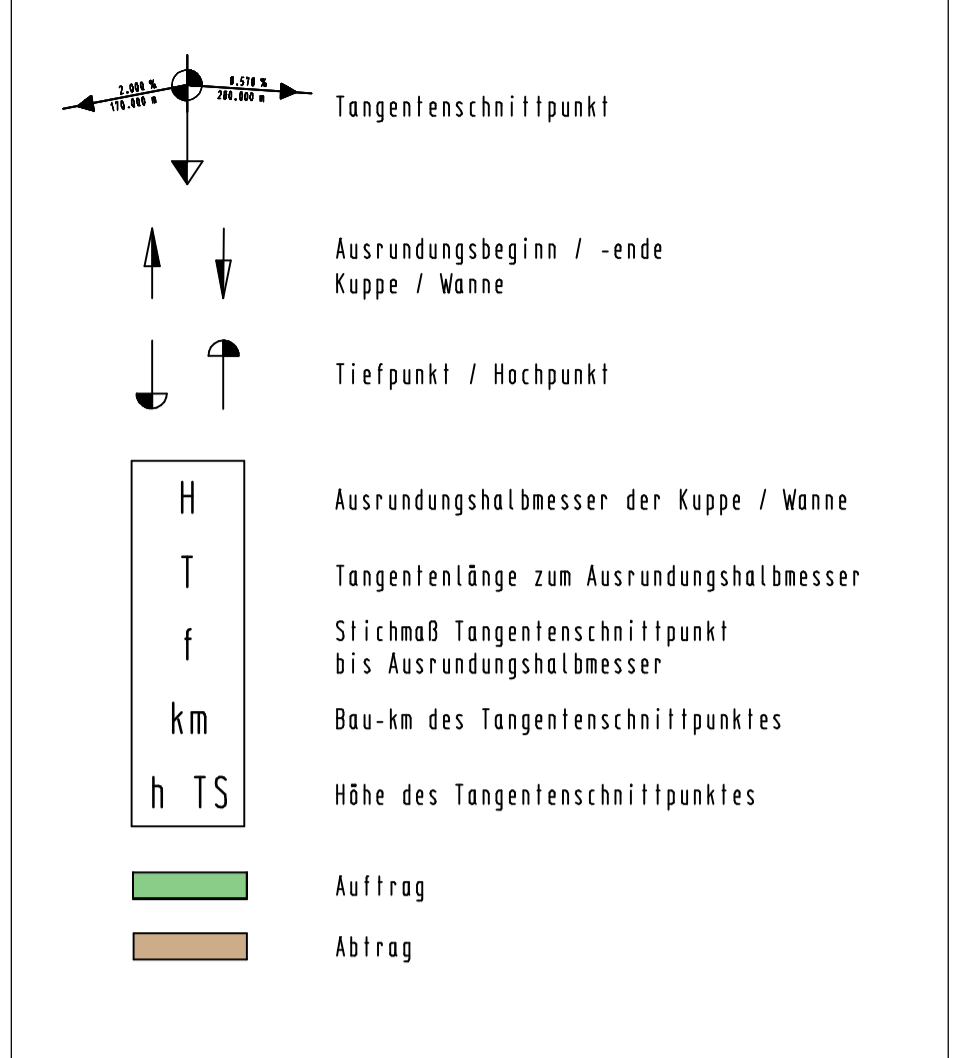 2.000 %
170.000 m
0.570 %
200.000 m
Tangentenschnittpunkt
Ausrundungsbeginn / -ende
Kuppe / Wanne
Tiefpunkt / Hochpunkt
H
Ausrundungshalbmesser der Kuppe / Wanne
T
Tangentenlänge zum Ausrundungshalbmesser
f
Stichmaß Tangentenschnittpunkt
bis Ausrundungshalbmesser
km
Bau-km des Tangentenschnittpunktes
h TS
Höhe des Tangentenschnittpunktes
Auftrag
Abtrag